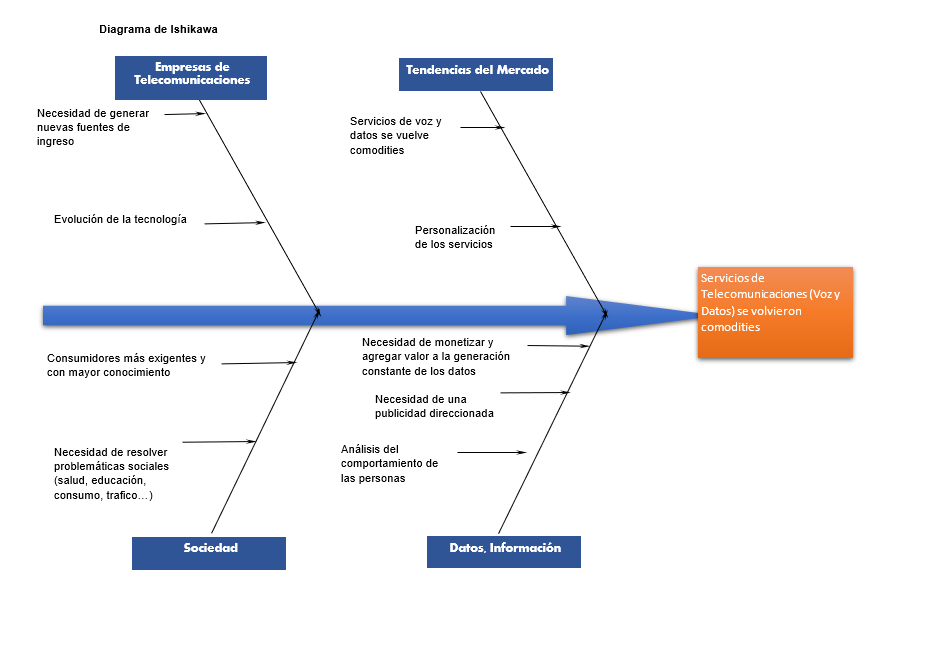 Diagrama de Ishikawa
Empresas de
Telecomunicaciones
Tendencias del Mercado
Necesidad de generar
nuevas fuentes de
ingreso
Servicios de voz y
datos se vuelve
comodities
Evolución de la tecnología
Personalización
de los servicios
Servicios de
Telecomunicaciones (Voz y
Datos) se volvieron
comodities
Consumidores más exigentes y
con mayor conocimiento
Necesidad de monetizar y
agregar valor a la generación
constante de los datos
Necesidad de una
publicidad direccionada
Necesidad de resolver
problemáticas sociales
(salud, educación,
consumo, trafico…)
Análisis del
comportamiento de
las personas
Sociedad
Datos, Información